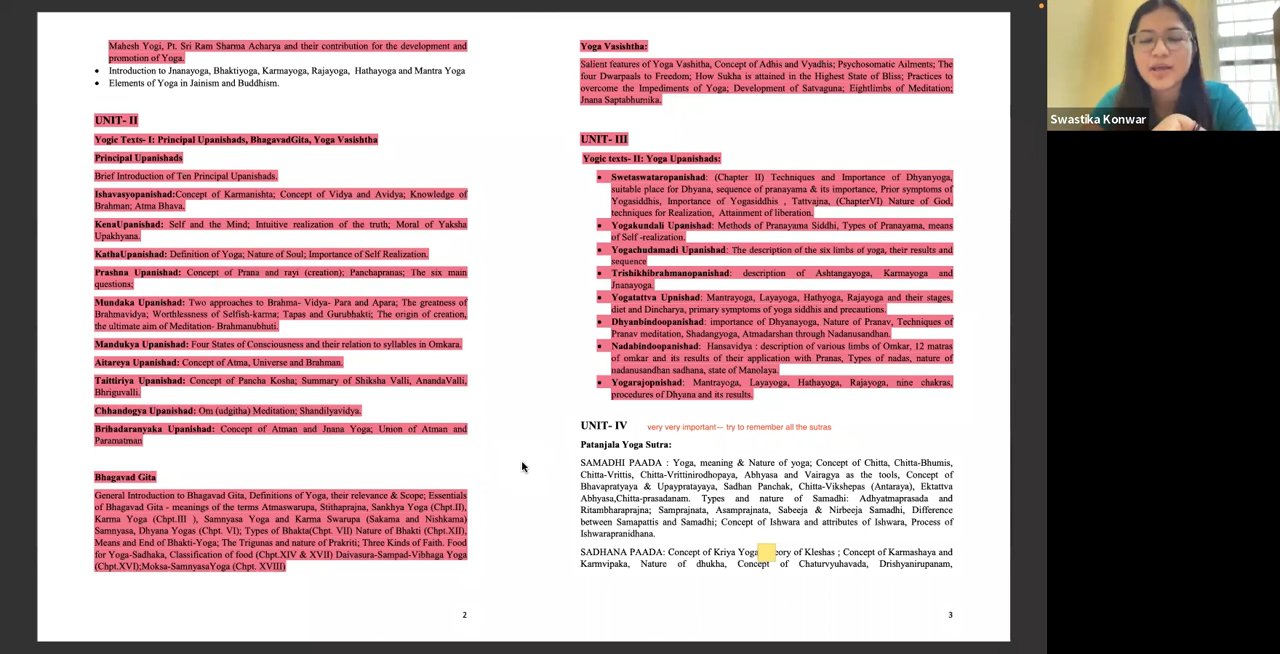 Mahesh Yogi, Pt. Sri Ram Sharma Acharya and their contribution for the development and
promotion of Yoga.
• Introduction to Jnanayoga, Bhaktiyoga, Karmayoga, Rajayoga, Hathayoga and Mantra Yoga
• Elements of Yoga in Jainism and Buddhism.
UNIT- II
Yogic Texts- I: Principal Upanishads, BhagavadGita, Yoga Vasishtha
Principal Upanishads
Brief Introduction of Ten Principal Upanishads.
Ishavasyopanishad:Concept of Karmanishta; Concept of Vidya and Avidya; Knowledge of
Brahman; Atma Bhava.
KenaUpanishad: Self and the Mind; Intuitive realization of the truth; Moral of Yaksha
Upakhyana.
KathaUpanishad: Definition of Yoga; Nature of Soul; Importance of Self Realization.
Prashna Upanishad: Concept of Prana and rayi (creation); Panchapranas; The six main
questions;
Mundaka Upanishad: Two approaches to Brahma- Vidya- Para and Apara; The greatness of
Brahmavidya; Worthlessness of Selfish-karma; Tapas and Gurubhakti; The origin of creation,
the ultimate aim of Meditation- Brahmanubhuti.
Mandukya Upanishad: Four States of Consciousness and their relation to syllables in Omkara.
Aitareya Upanishad: Concept of Atma, Universe and Brahman.
Taittiriya Upanishad: Concept of Pancha Kosha; Summary of Shiksha Valli, AnandaValli,
Bhriguvalli.
Chhandogya Upanishad: Om (udgitha) Meditation; Shandilyavidya.
Brihadaranyaka Upanishad: Concept of Atman and Jnana Yoga; Union of Atman and
Paramatman
Bhagavad Gita
General Introduction to Bhagavad Gita, Definitions of Yoga, their relevance & Scope; Essentials
of Bhagavad Gita - meanings of the terms Atmaswarupa, Stithaprajna, Sankhya Yoga (Chpt.II),
Karma Yoga (Chpt.III ), Samnyasa Yoga and Karma Swarupa (Sakama and Nishkama)
Samnyasa, Dhyana Yogas (Chpt. VI); Types of Bhakta(Chpt. VII) Nature of Bhakti (Chpt.XII),
Means and End of Bhakti-Yoga; The Trigunas and nature of Prakriti; Three Kinds of Faith. Food
for Yoga-Sadhaka, Classification of food (Chpt.XIV & XVII) Daivasura-Sampad-Vibhaga Yoga
(Chpt.XVI);Moksa-SamnyasaYoga (Chpt. XVIII)
2
Yoga Vasishtha:
Salient features of Yoga Vashitha, Concept of Adhis and Vyadhis; Psychosomatic Ailments; The
four Dwarpaals to Freedom; How Sukha is attained in the Highest State of Bliss; Practices to
overcome the Impediments of Yoga; Development of Satvaguna; Eightlimbs of Meditation;
Jnana Saptabhumika.
UNIT- III
Yogic texts- II: Yoga Upanishads:
• Swetaswataropanishad: (Chapter II) Techniques and Importance of Dhyanyoga,
suitable place for Dhyana, sequence of pranayama & its importance, Prior symptoms of
Yogasiddhis, Importance of Yogasiddhis , Tattvajna, (ChapterVI) Nature of God,
techniques for Realization, Attainment of liberation.
• Yogakundali Upanishad: Methods of Pranayama Siddhi, Types of Pranayama, means
of Self -realization.
• Yogachudamadi Upanishad: The description of the six limbs of yoga, their results and
sequence
• Trishikhibrahmanopanishad: description of Ashtangayoga, Karmayoga and
Jnanayoga.
• Yogatattva Upnishad: Mantrayoga, Layayoga, Hathyoga, Rajayoga and their stages,
diet and Dincharya, primary symptoms of yoga siddhis and precautions.
• Dhyanbindoopanishad: importance of Dhyanayoga, Nature of Pranav, Techniques of
Pranav meditation, Shadangyoga, Atmadarshan through Nadanusandhan.
• Nadabindoopanishad: Hansavidya : description of various limbs of Omkar, 12 matras
of omkar and its results of their application with Pranas, Types of nadas, nature of
nadanusandhan sadhana, state of Manolaya.
• Yogarajopnishad: Mantrayoga, Layayoga, Hathayoga, Rajayoga, nine chakras,
procedures of Dhyana and its results.
UNIT- IV very very important— try to remember all the sutras
Patanjala Yoga Sutra:
SAMADHI PAADA : Yoga, meaning & Nature of yoga; Concept of Chitta, Chitta-Bhumis,
Chitta-Vrittis, Chitta-Vrittinirodhopaya, Abhyasa and Vairagya as the tools, Concept of
Bhavapratyaya & Upaypratayaya, Sadhan Panchak, Chitta-Vikshepas (Antaraya), Ektattva
Abhyasa,Chitta-prasadanam. Types and nature of Samadhi: Adhyatmaprasada and
Ritambharaprajna; Samprajnata, Asamprajnata, Sabeeja & Nirbeeja Samadhi, Difference
between Samapattis and Samadhi; Concept of Ishwara and attributes of Ishwara, Process of
Ishwarapranidhana.
SADHANA PAADA: Concept of Kriya Yoga eory of Kleshas ; Concept of Karmashaya and
Karmvipaka, Nature of dhukha, Concept of Chaturvyuhavada, Drishyanirupanam,
3
Swastika Konwar